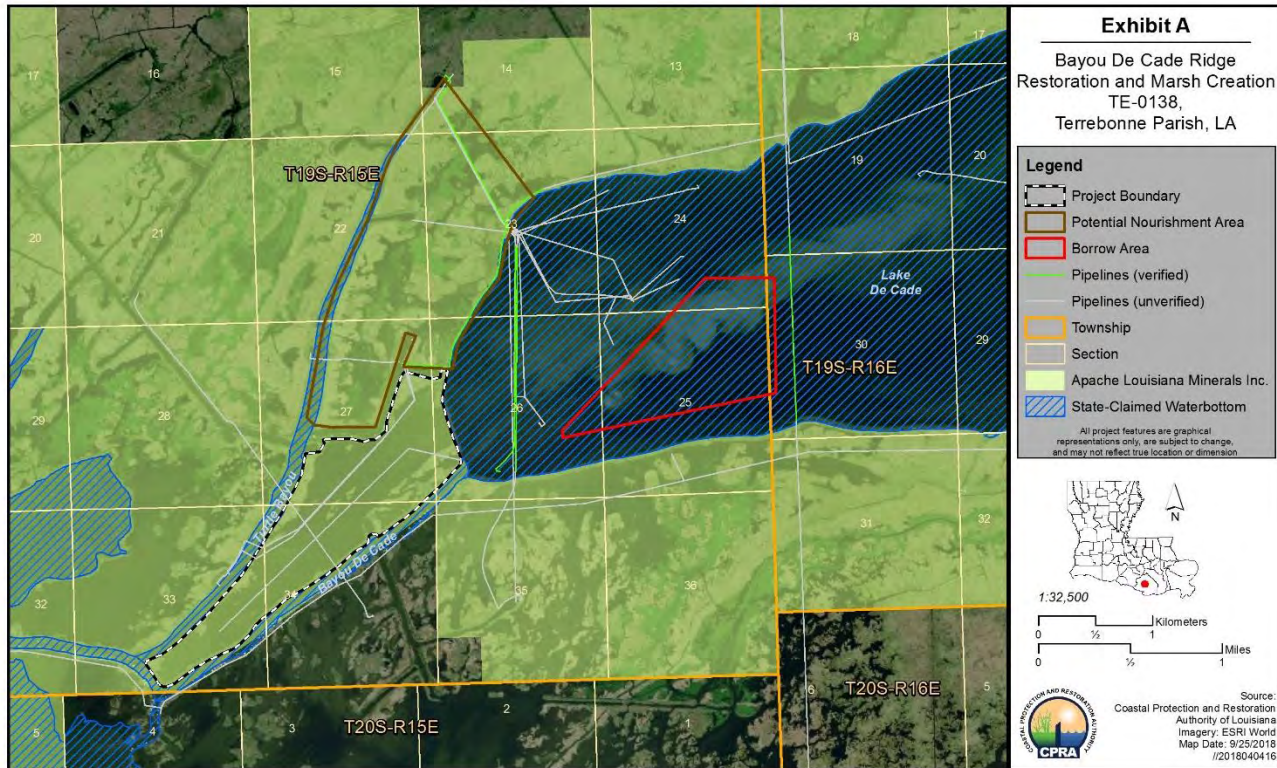 17
16
15
14
13
18
17
T19S-R15E
20
21
22
23
24
19
20
Lake
De Cade
29
28
27
26
25
30
29
T19S-R16E
Turtle Bayou
Bayou De Cade
32
33
34
35
36
31
32
5
4
3
2
1
6
5
T20S-R15E
T20S-R16E
Exhibit A
Bayou De Cade Ridge
Restoration and Marsh Creation
TE-0138,
Terrebonne Parish, LA
Legend
Project Boundary
Potential Nourishment Area
Borrow Area
Pipelines (verified)
Pipelines (unverified)
Township
Section
Apache Louisiana Minerals Inc.
State-Claimed Waterbottom
All project features are graphical
representations only, are subject to change,
and may not reflect true location or dimension
N
1:32,500
Kilometers
0 ½ 1
Miles
0 ½ 1
COASTAL PROTECTION AND RESTORATION AUTHORITY
CPRA
Source:
Coastal Protection and Restoration
Authority of Louisiana
Imagery: ESRI World
Map Date: 9/25/2018
//2018040416